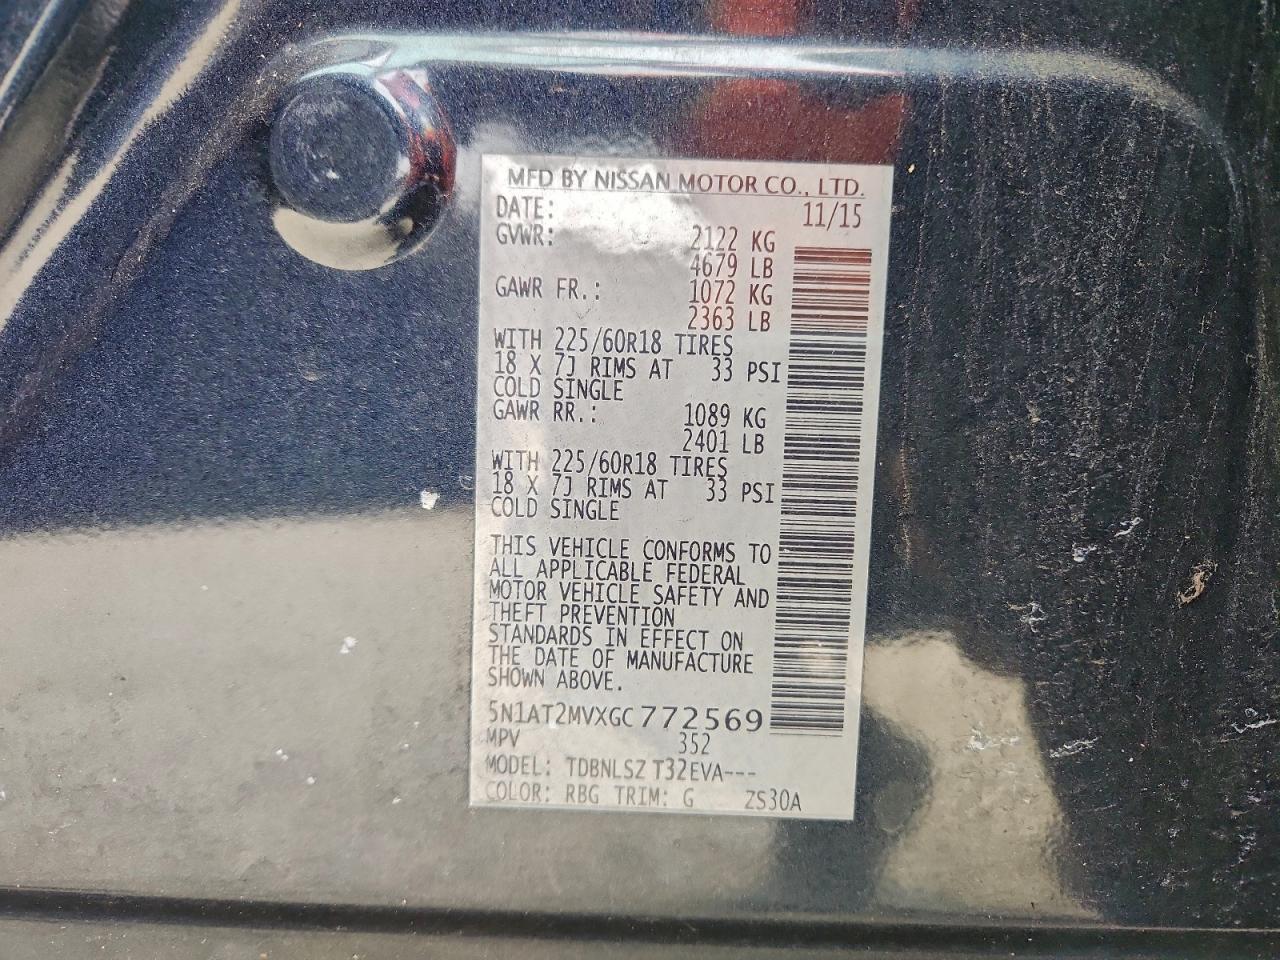 MFD BY NISSAN MOTOR CO., LTD.
DATE: 11/15
GVWR: 2122 KG
4679 LB
GAWR FR.: 1072 KG
2363 LB
WITH 225/60R18 TIRES
18 X 7J RIMS AT 33 PSI
COLD SINGLE
GAWR RR.: 1089 KG
2401 LB
WITH 225/60R18 TIRES
18 X 7J RIMS AT 33 PSI
COLD SINGLE
THIS VEHICLE CONFORMS TO
ALL APPLICABLE FEDERAL
MOTOR VEHICLE SAFETY AND
THEFT PREVENTION
STANDARDS IN EFFECT ON
THE DATE OF MANUFACTURE
SHOWN ABOVE.
5N1AT2MVXGC772569
MPV 352
MODEL: TDBNLSZ T32EVA---
COLOR: RBG TRIM: G ZS30A